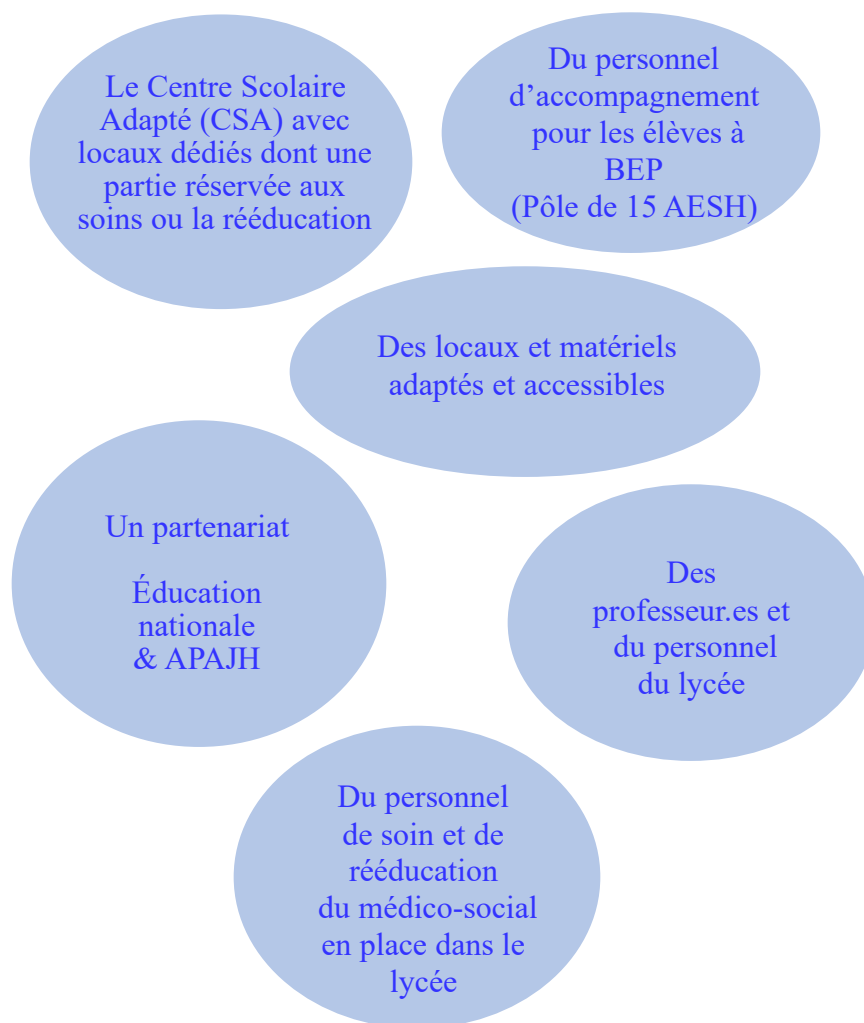 Le Centre Scolaire
Adapté (CSA) avec
locaux dédiés dont une
partie réservée aux
soins ou la rééducation
Du personnel
d’accompagnement
pour les élèves à
BEP
(Pôle de 15 AESH)
Des locaux et matériels
adaptés et accessibles
Un partenariat
Éducation
nationale
& APAJH
Des
professeur.es et
du personnel
du lycée
Du personnel
de soin et de
rééducation
du médico-social
en place dans le
lycée